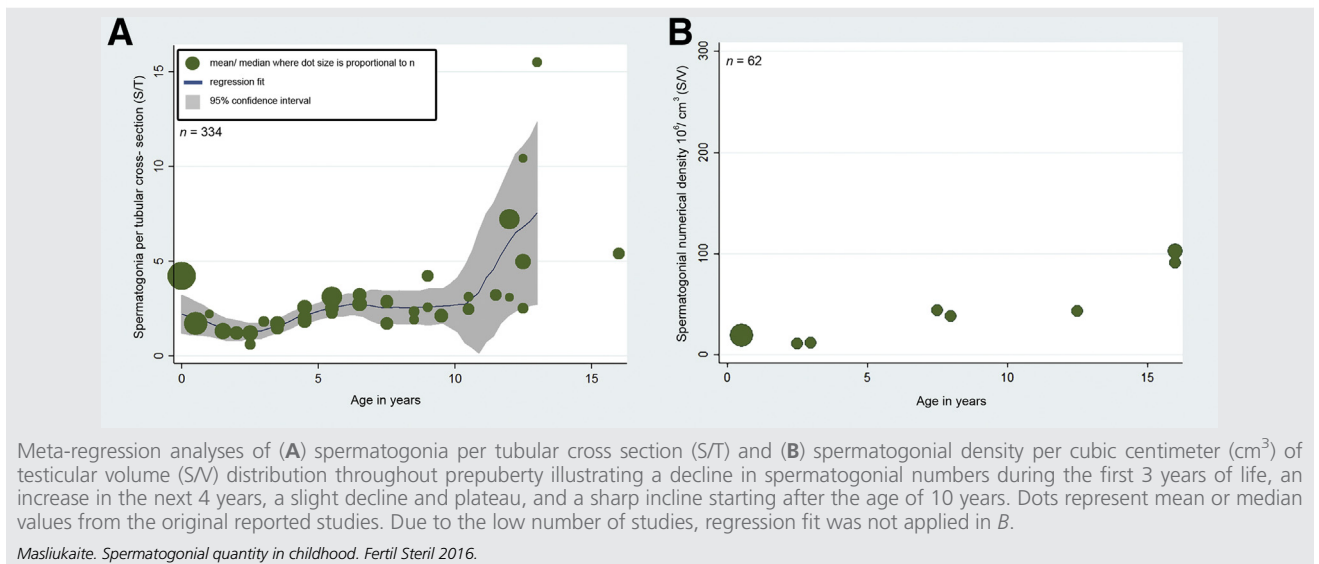 A
mean/ median where dot size is proportional to n
regression fit
95% confidence interval
n = 334
Spermatogonia per tubular cross- section (S/T)
15
10
5
0
0
5
10
15
Age in years
B
n = 62
Spermatogonial numerical density 10⁶/ cm³ (S/V)
300
200
100
0
0
5
10
15
Age in years
Meta-regression analyses of (A) spermatogonia per tubular cross section (S/T) and (B) spermatogonial density per cubic centimeter (cm³) of
testicular volume (S/V) distribution throughout prepuberty illustrating a decline in spermatogonial numbers during the first 3 years of life, an
increase in the next 4 years, a slight decline and plateau, and a sharp incline starting after the age of 10 years. Dots represent mean or median
values from the original reported studies. Due to the low number of studies, regression fit was not applied in B.
Masliukaite. Spermatogonial quantity in childhood. Fertil Steril 2016.